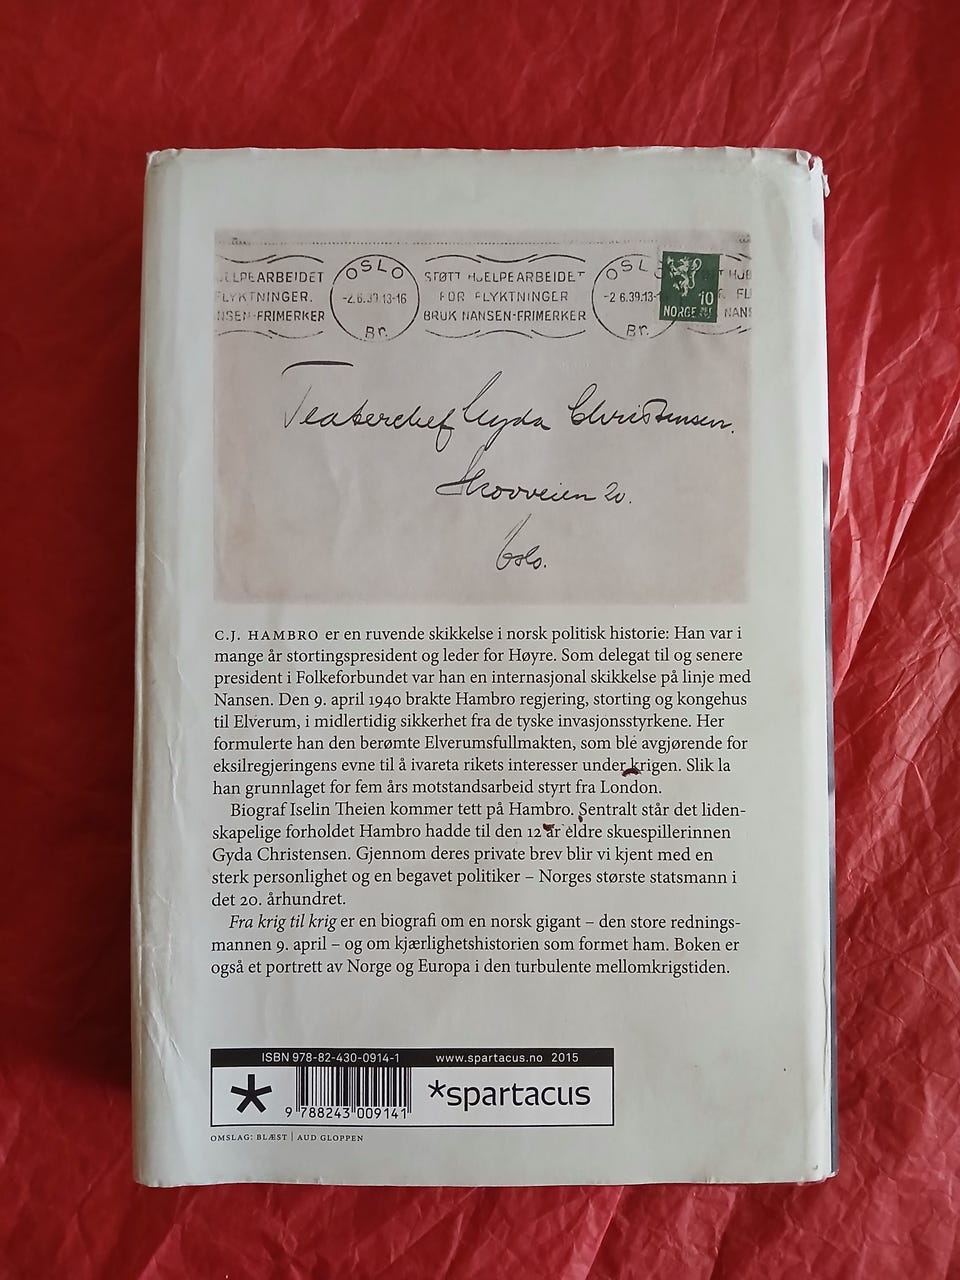 ELPEARBEIDET
FLYKTNINGER.
NSEN-FRIMERKER
OSLO
-2.6.39.13-16
Br.
STØTT HJELPEARBEIDET
FOR FLYKTNINGER
BRUK NANSEN-FRIMERKER
OSL
-2.6.39.13-
Br.
10
NORGE
NAN
Teaterchef Gyda Christensen.
Skovveien 20.
Oslo.
C.J. HAMBRO er en ruvende skikkelse i norsk politisk historie: Han var i
mange år stortingspresident og leder for Høyre. Som delegat til og senere
president i Folkeforbundet var han en internasjonal skikkelse på linje med
Nansen. Den 9. april 1940 brakte Hambro regjering, storting og kongehus
til Elverum, i midlertidig sikkerhet fra de tyske invasjonsstyrkene. Her
formulerte han den berømte Elverumsfullmakten, som ble avgjørende for
eksilregjeringens evne til å ivareta rikets interesser under krigen. Slik la
han grunnlaget for fem års motstandsarbeid styrt fra London.
Biograf Iselin Theien kommer tett på Hambro. Sentralt står det liden-
skapelige forholdet Hambro hadde til den 12 år eldre skuespillerinnen
Gyda Christensen. Gjennom deres private brev blir vi kjent med en
sterk personlighet og en begavet politiker – Norges største statsmann i
det 20. århundret.
Fra krig til krig er en biografi om en norsk gigant – den store rednings-
mannen 9. april – og om kjærlighetshistorien som formet ham. Boken er
også et portrett av Norge og Europa i den turbulente mellomkrigstiden.
ISBN 978-82-430-0914-1 www.spartacus.no 2015
*spartacus
9 788243 009141
OMSLAG: BLÆST | AUD GLOPPEN